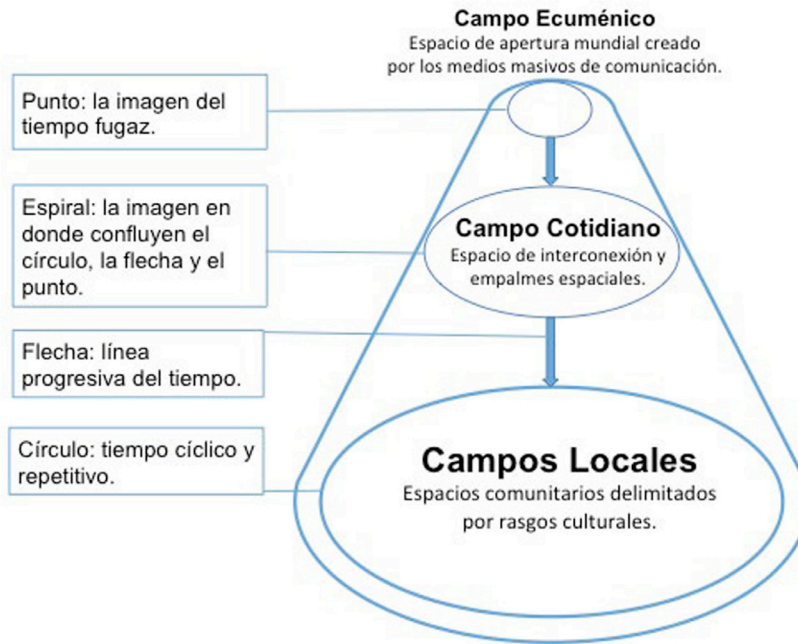 Campo Ecuménico
Espacio de apertura mundial creado
por los medios masivos de comunicación.
Punto: la imagen del
tiempo fugaz.
Espiral: la imagen en
donde confluyen el
círculo, la flecha y el
punto.
Campo Cotidiano
Espacio de interconexión y
empalmes espaciales.
Flecha: línea
progresiva del tiempo.
Círculo: tiempo cíclico y
repetitivo.
Campos Locales
Espacios comunitarios delimitados
por rasgos culturales.